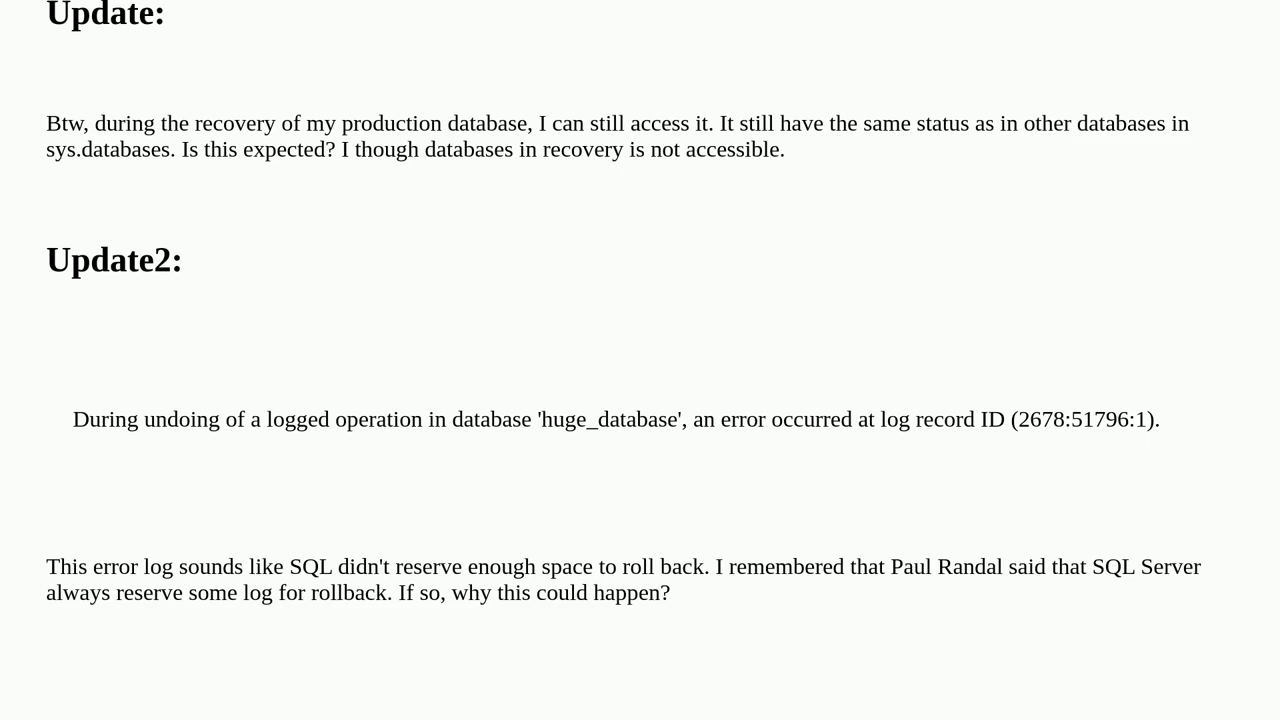 Update:
Btw, during the recovery of my production database, I can still access it. It still have the same status as in other databases in
sys.databases. Is this expected? I though databases in recovery is not accessible.
Update2:
During undoing of a logged operation in database 'huge_database', an error occurred at log record ID (2678:51796:1).
This error log sounds like SQL didn't reserve enough space to roll back. I remembered that Paul Randal said that SQL Server
always reserve some log for rollback. If so, why this could happen?